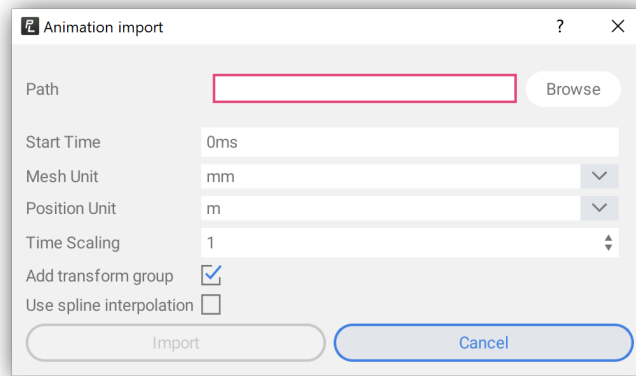 PL Animation import ?
Path Browse
Start Time 0ms
Mesh Unit mm
Position Unit m
Time Scaling 1
Add transform group
Use spline interpolation
Import Cancel